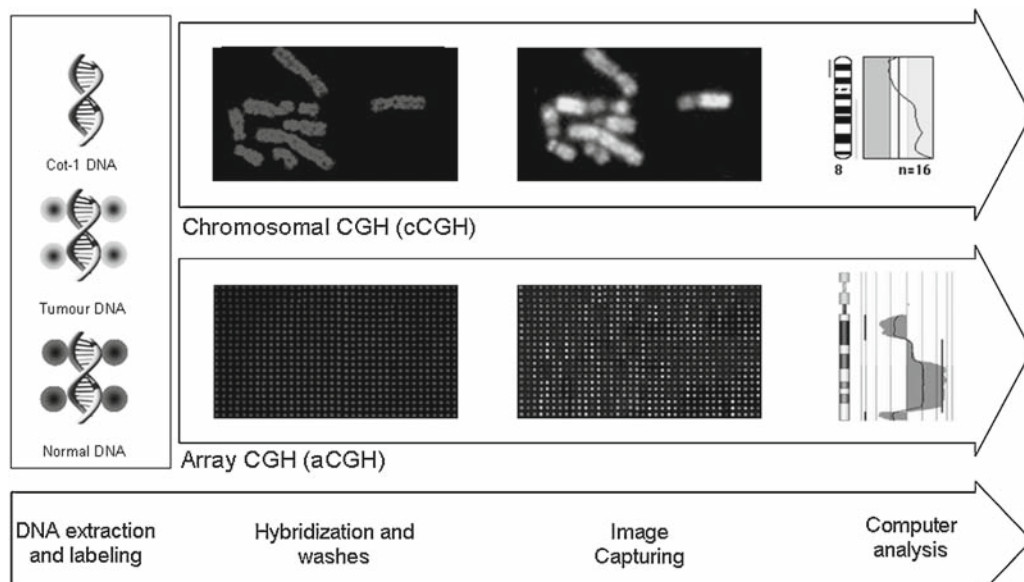 Cot-1 DNA
Tumour DNA
Normal DNA
8
n=16
Chromosomal CGH (cCGH)
Array CGH (aCGH)
DNA extraction
and labeling
Hybridization and
washes
Image
Capturing
Computer
analysis